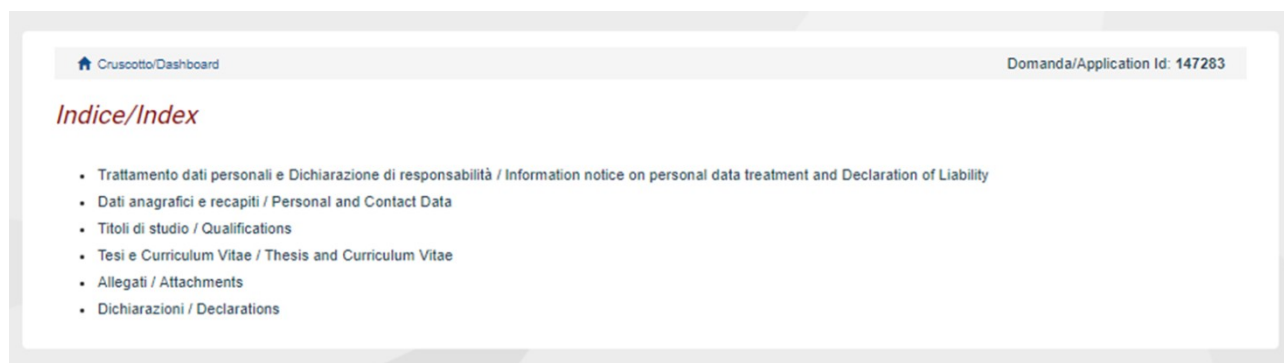 Cruscotto/Dashboard Domanda/Application Id: 147283
Indice/Index
• Trattamento dati personali e Dichiarazione di responsabilità / Information notice on personal data treatment and Declaration of Liability
• Dati anagrafici e recapiti / Personal and Contact Data
• Titoli di studio / Qualifications
• Tesi e Curriculum Vitae / Thesis and Curriculum Vitae
• Allegati / Attachments
• Dichiarazioni / Declarations